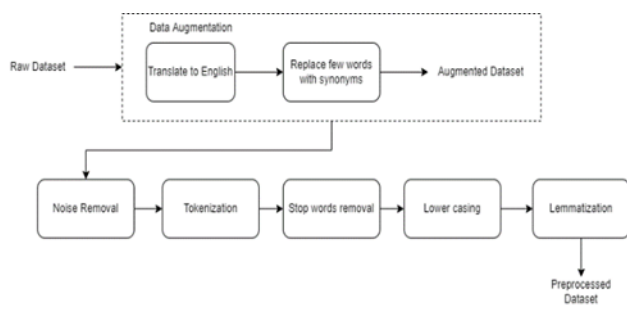 Data Augmentation
Raw Dataset
Translate to English
Replace few words
with synonyms
Augmented Dataset
Noise Removal
Tokenization
Stop words removal
Lower casing
Lemmatization
Preprocessed
Dataset